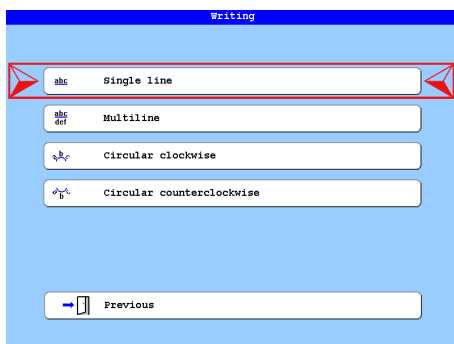 Writing
abc Single line
abc
def
Multiline
a b c Circular clockwise
a b c Circular counterclockwise
Previous